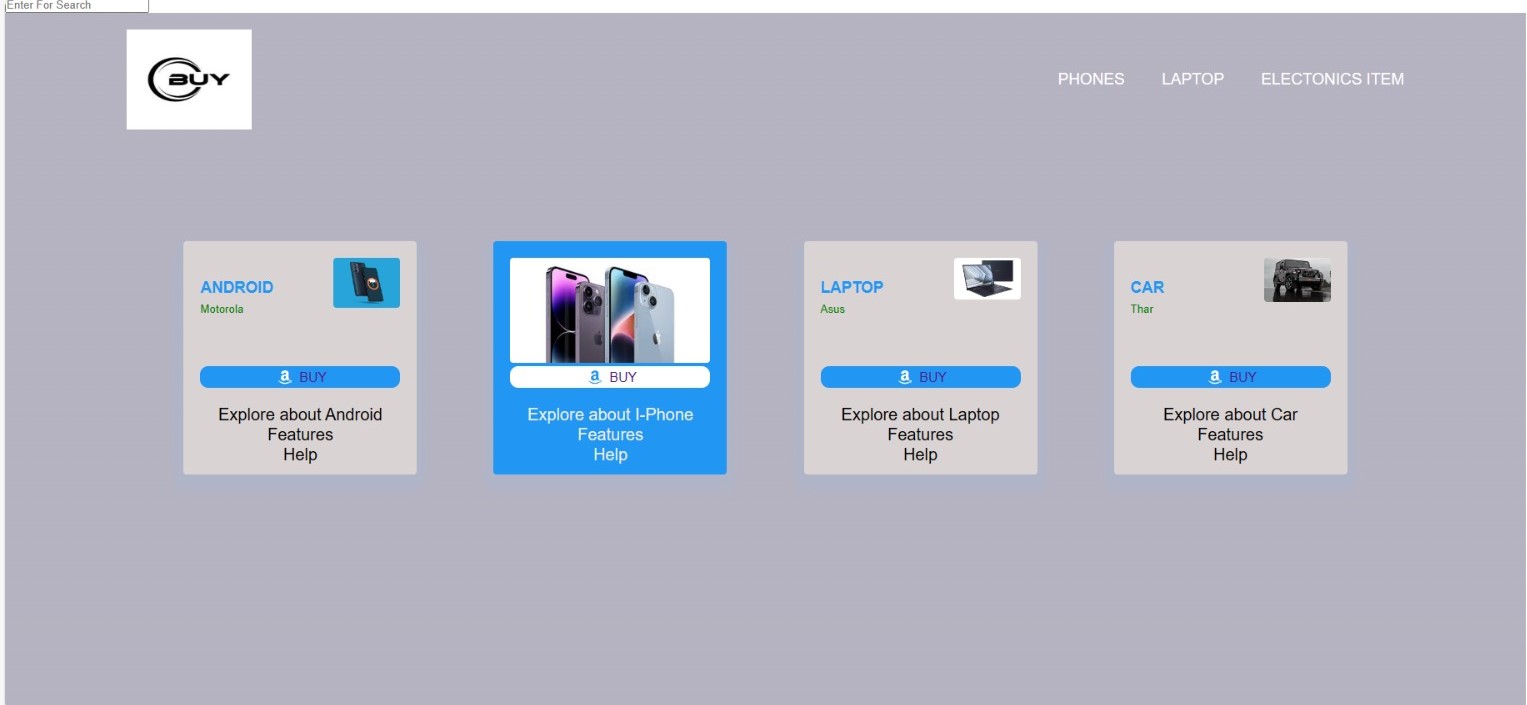 Enter For Search
BUY
PHONES LAPTOP ELECTONICS ITEM
ANDROID
Motorola
BUY
Explore about Android
Features
Help
BUY
Explore about I-Phone
Features
Help
LAPTOP
Asus
BUY
Explore about Laptop
Features
Help
CAR
Thar
BUY
Explore about Car
Features
Help